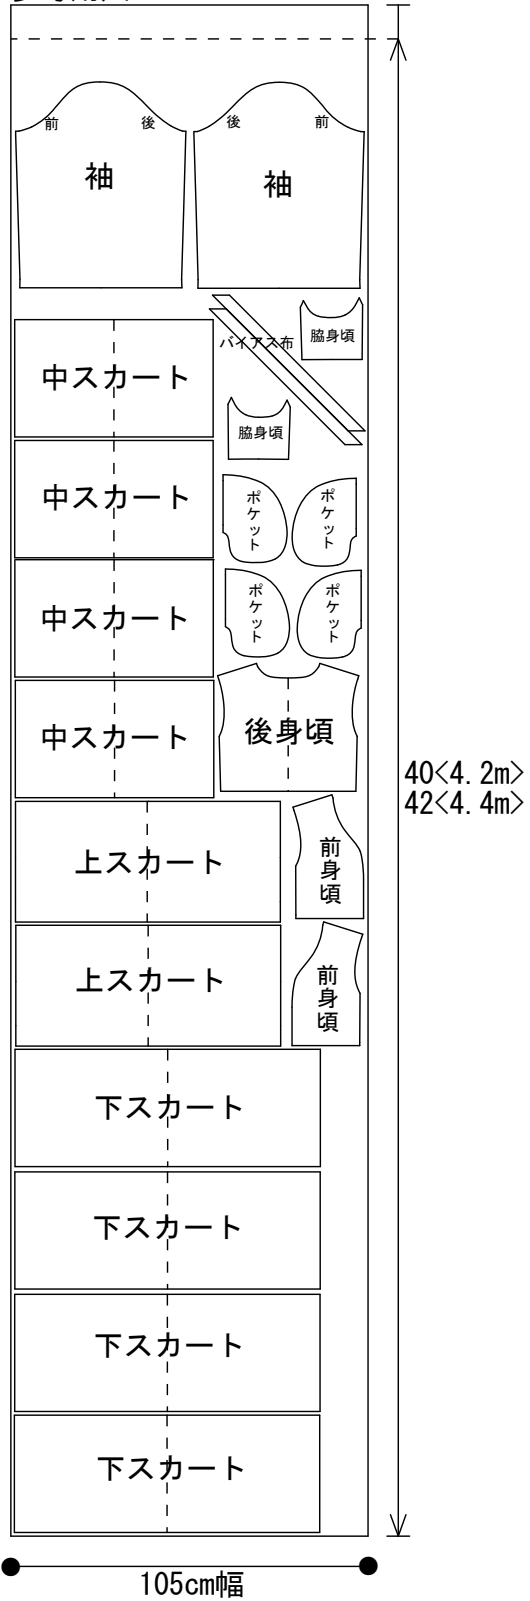 前 後
後 前
袖
袖
バイアス布
脇身頃
中スカート
脇身頃
中スカート
ポケット
ポケット
中スカート
ポケット
ポケット
中スカート
後身頃
40<4.2m>
42<4.4m>
上スカート
前身頃
上スカート
前身頃
下スカート
下スカート
下スカート
下スカート
105cm幅